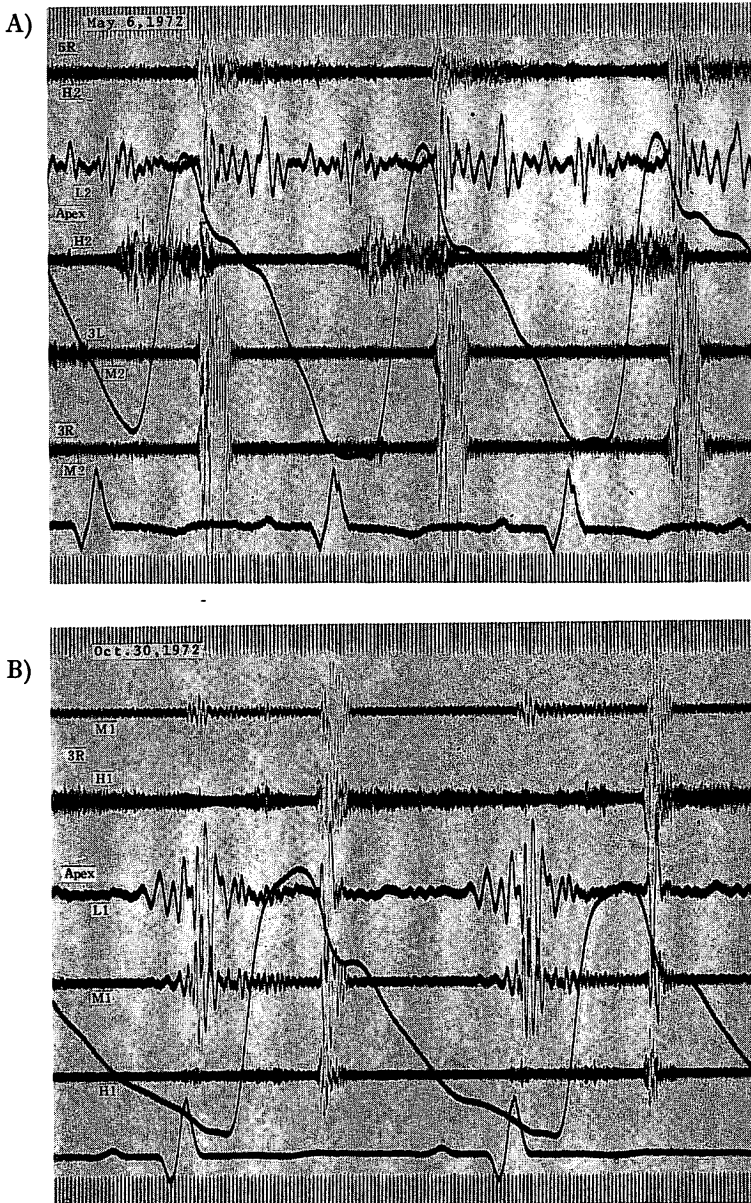 A)
May 6,1972
5R
H2
L2
Apex
H2
3L
M2
3R
M2
B)
Oct.30,1972
M1
3R
H1
Apex
L1
M1
H1